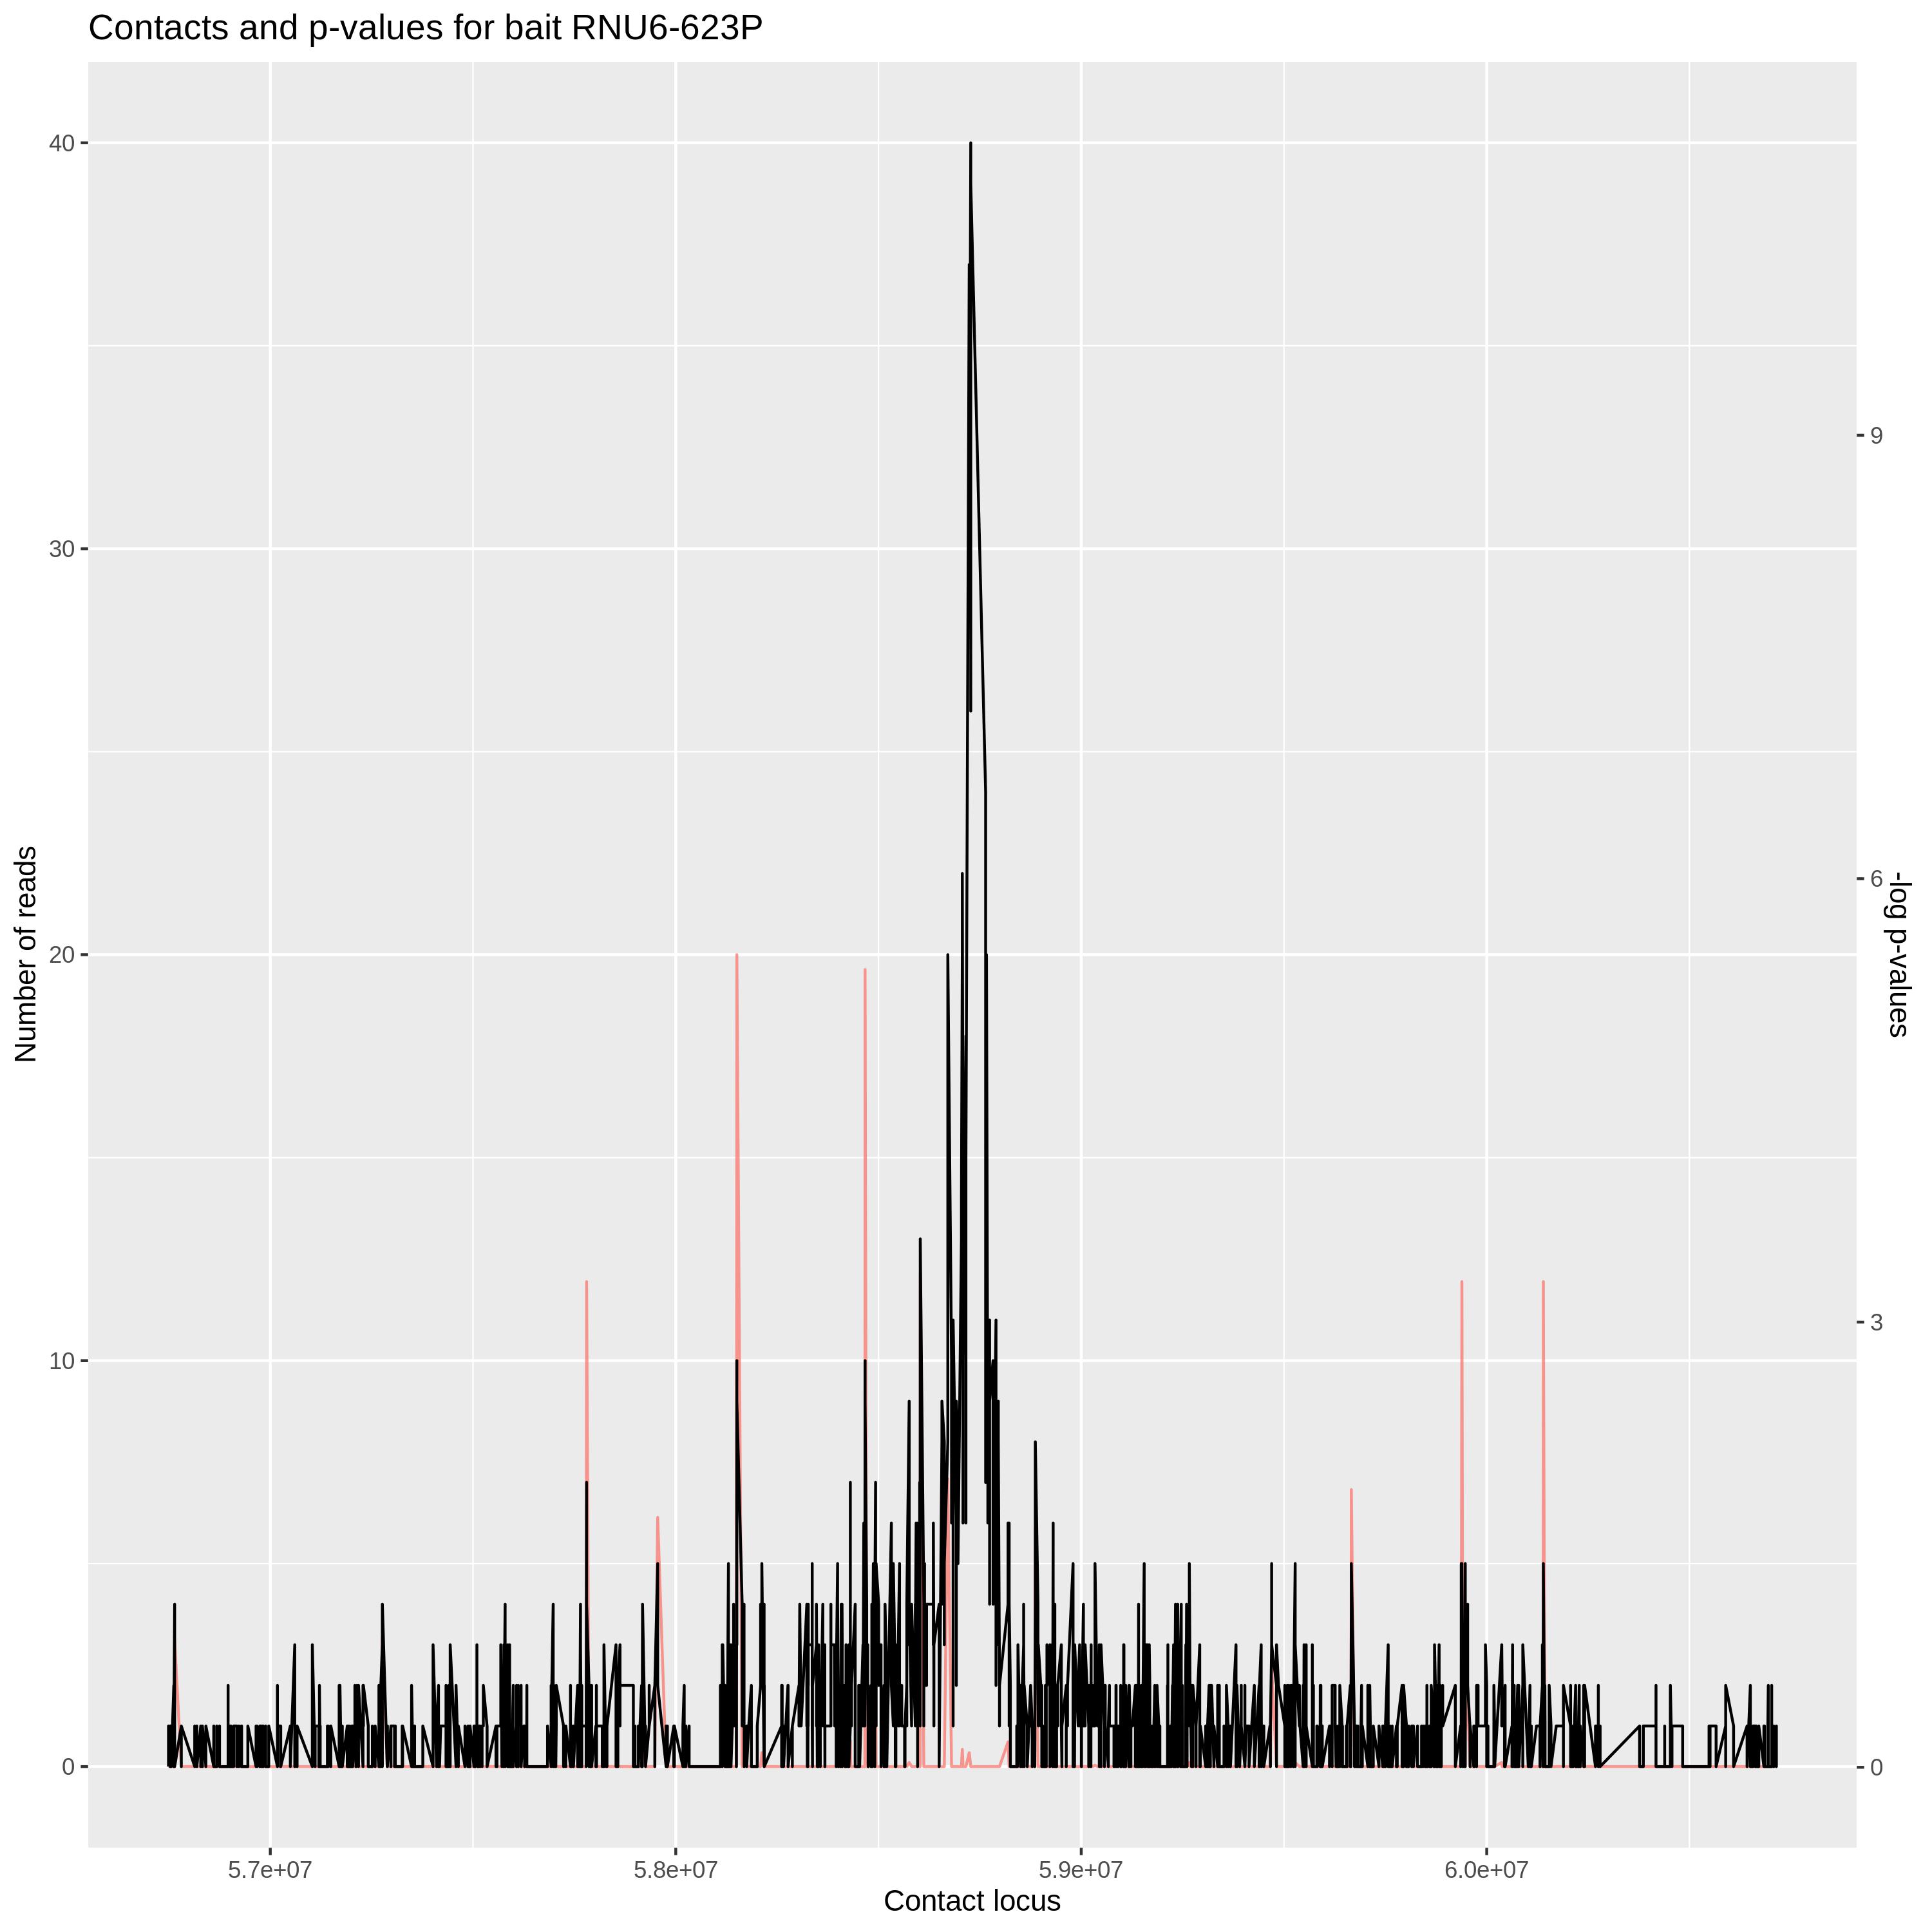 Contacts and p-values for bait RNU6-623P
40
30
20
10
0
9
6
3
0
Number of reads
-log p-values
5.7e+07
5.8e+07
5.9e+07
6.0e+07
Contact locus